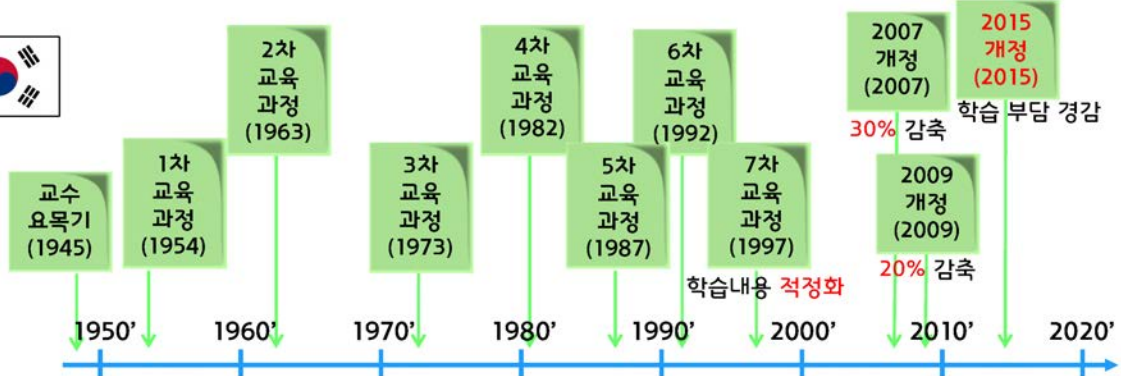 교수
요목기
(1945)
1차
교육
과정
(1954)
2차
교육
과정
(1963)
3차
교육
과정
(1973)
4차
교육
과정
(1982)
5차
교육
과정
(1987)
6차
교육
과정
(1992)
7차
교육
과정
(1997)
학습내용 적정화
2007
개정
(2007)
30% 감축
2009
개정
(2009)
20% 감축
2015
개정
(2015)
학습 부담 경감
1950’ 1960’ 1970’ 1980’ 1990’ 2000’ 2010’ 2020’